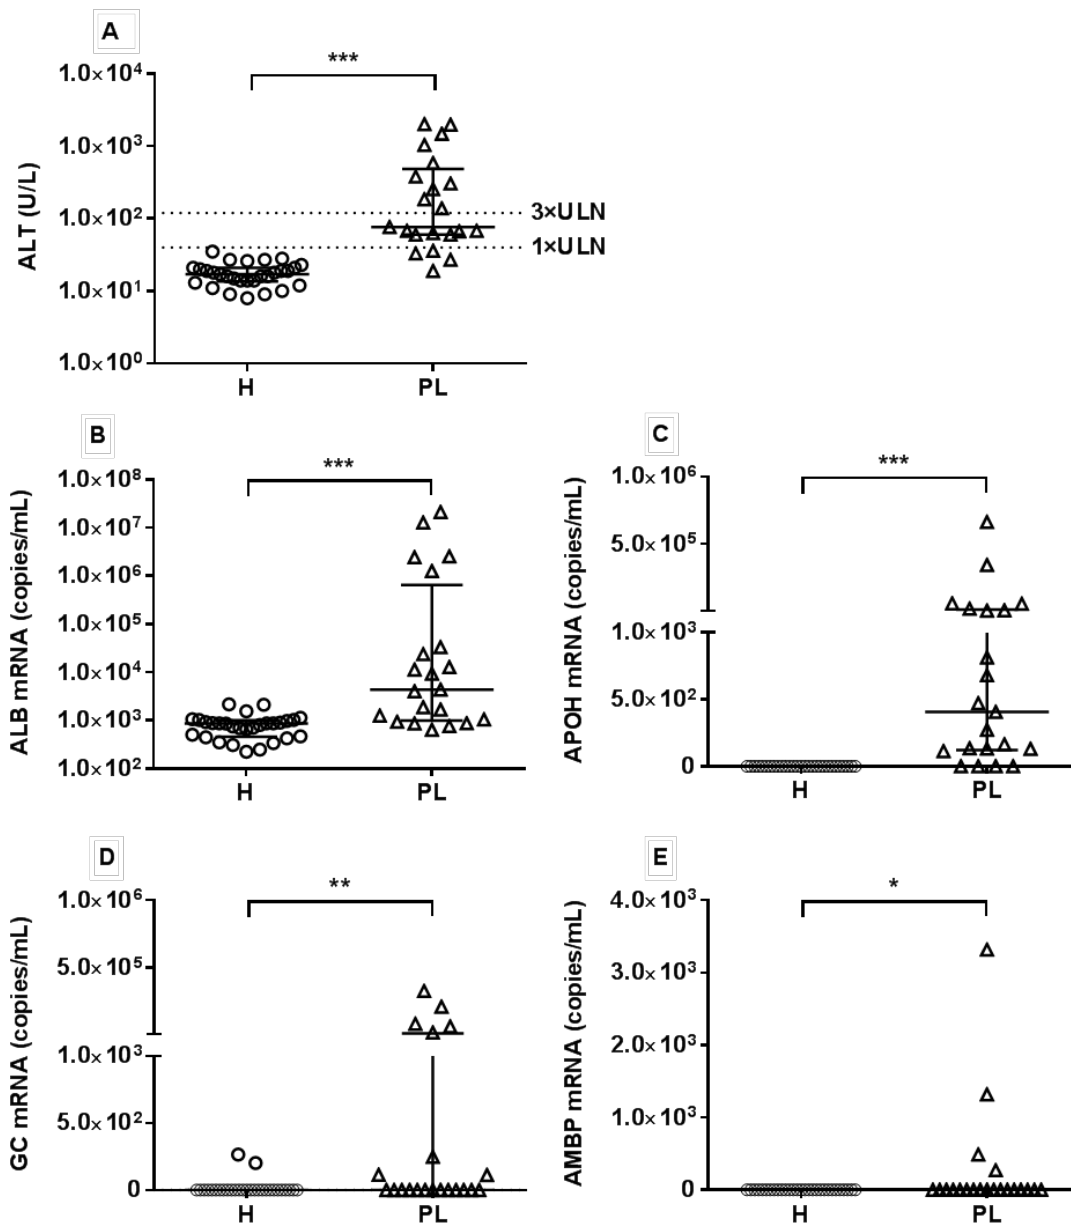 A
***
1.0×10⁴
1.0×10³
1.0×10²
1.0×10¹
1.0×10⁰
ALT (U/L)
3×ULN
1×ULN
H PL
B
***
1.0×10⁸
1.0×10⁷
1.0×10⁶
1.0×10⁵
1.0×10⁴
1.0×10³
1.0×10²
ALB mRNA (copies/mL)
H PL
C
***
1.0×10⁶
5.0×10⁵
1.0×10³
5.0×10²
0
APOH mRNA (copies/mL)
H PL
D
**
1.0×10⁶
5.0×10⁵
1.0×10³
5.0×10²
0
GC mRNA (copies/mL)
H PL
E
*
4.0×10³
3.0×10³
2.0×10³
1.0×10³
0
AMBP mRNA (copies/mL)
H PL